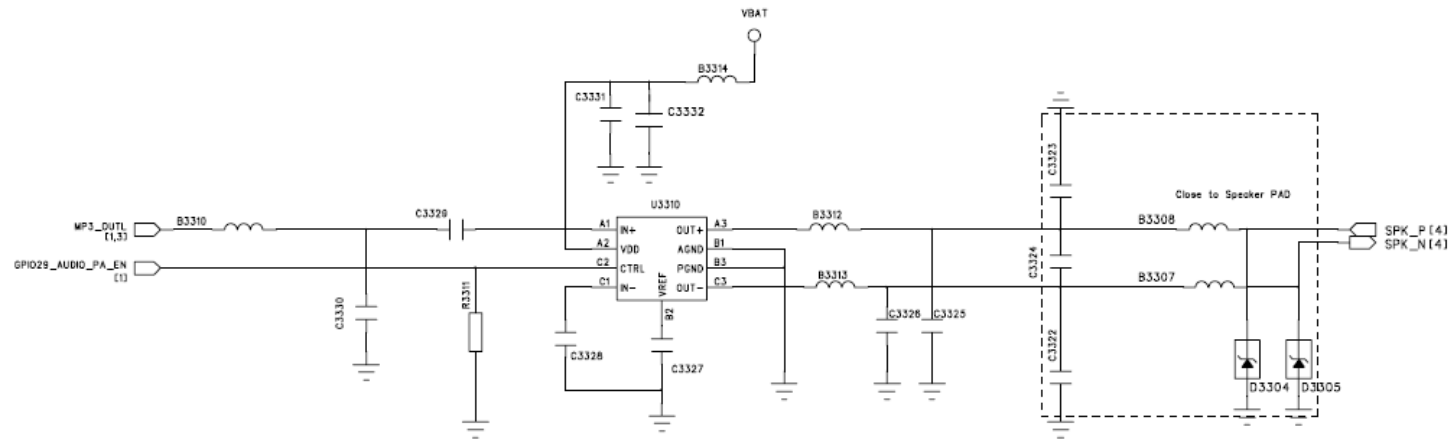 VBAT
B3314
C3331
C3332
U3310
MP3_OUTL
[1,3]
B3310
C3329
A1
IN+
OUT+
A3
B3312
A2
VDD
AGND
B1
GPIO29_AUDIO_PA_EN
[1]
C2
CTRL
PGND
B3
C1
IN-
VREF
OUT-
C3
B3313
B2
C3330
R3311
C3328
C3327
C3326
C3325
C3323
C3324
C3322
Close to Speaker PAD
B3308
B3307
SPK_P[4]
SPK_N[4]
D3304
D3305